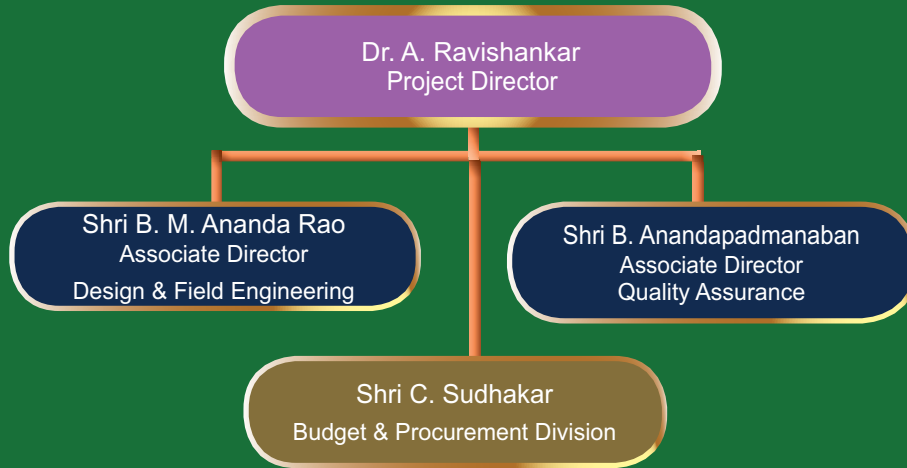 Dr. A. Ravishankar
Project Director
Shri B. M. Ananda Rao
Associate Director
Design & Field Engineering
Shri B. Anandapadmanaban
Associate Director
Quality Assurance
Shri C. Sudhakar
Budget & Procurement Division